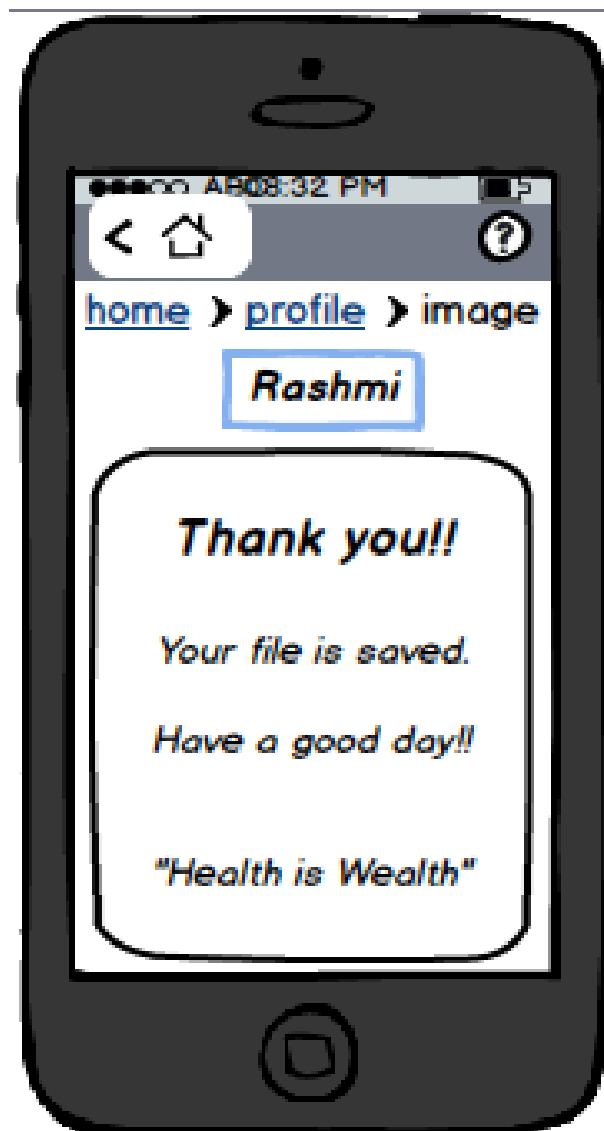 08:32 PM
?
home > profile > image
Rashmi
Thank you!!
Your file is saved.
Have a good day!!
"Health is Wealth"